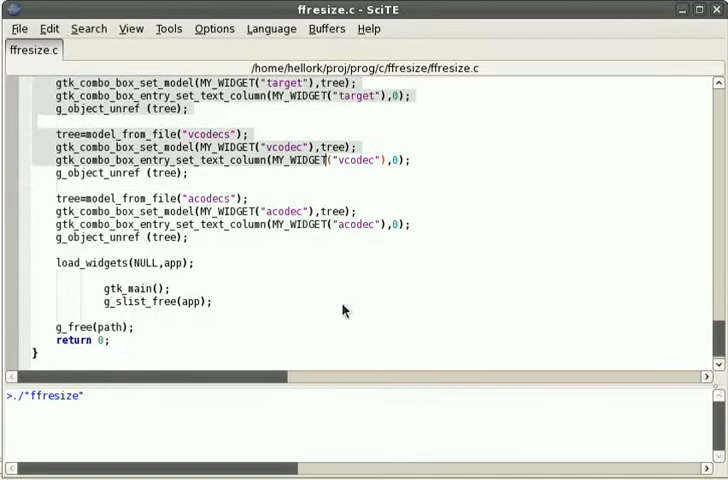 ffresize.c - SciTE
File Edit Search View Tools Options Language Buffers Help
ffresize.c
/home/hellork/proj/prog/c/ffresize/ffresize.c
gtk_combo_box_set_model(MY_WIDGET("target"),tree);
gtk_combo_box_entry_set_text_column(MY_WIDGET("target"),0);
g_object_unref (tree);
tree=model_from_file("vcodecs");
gtk_combo_box_set_model(MY_WIDGET("vcodec"),tree);
gtk_combo_box_entry_set_text_column(MY_WIDGET("vcodec"),0);
g_object_unref (tree);
tree=model_from_file("acodecs");
gtk_combo_box_set_model(MY_WIDGET("acodec"),tree);
gtk_combo_box_entry_set_text_column(MY_WIDGET("acodec"),0);
g_object_unref (tree);
load_widgets(NULL,app);
gtk_main();
g_slist_free(app);
g_free(path);
return 0;
}
>./"ffresize"